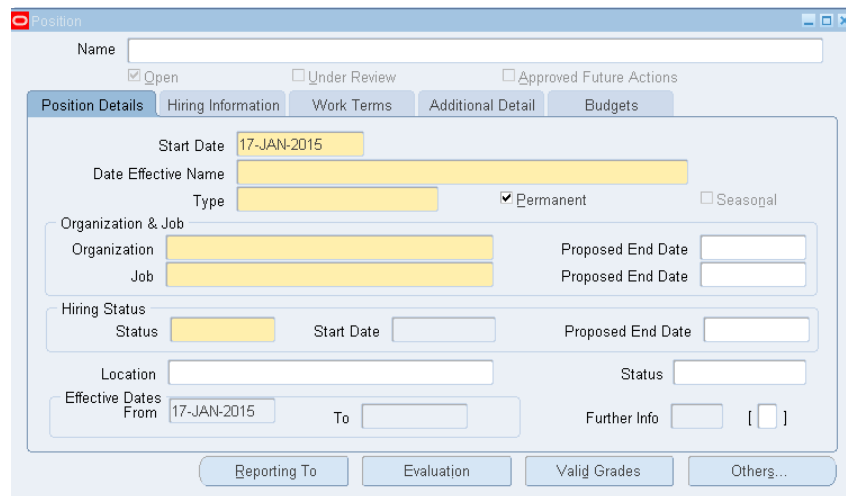 Position
Name
Open Under Review Approved Future Actions
Position Details Hiring Information Work Terms Additional Detail Budgets
Start Date 17-JAN-2015
Date Effective Name
Type Permanent Seasonal
Organization & Job
Organization Proposed End Date
Job Proposed End Date
Hiring Status
Status Start Date Proposed End Date
Location Status
Effective Dates
From 17-JAN-2015 To Further Info [ ]
Reporting To Evaluation Valid Grades Others...